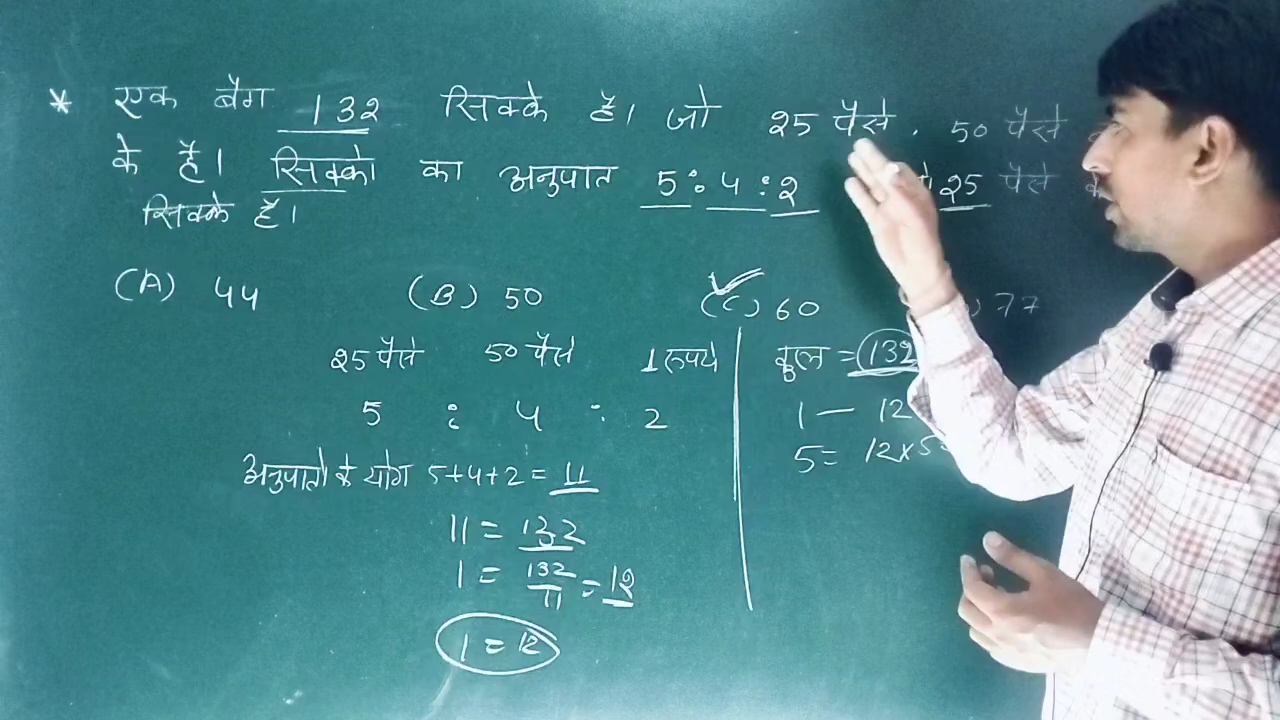 * एक बैग 132 सिक्के है। जो 25 पैसे, 50 पैसे
के है। सिक्को का अनुपात 5:4:2 25 पैसे के
सिक्के है।
(A) 44 (B) 50 (C) 60 77
25 पैसे 50 पैसे 1 रुपये
5 : 4 : 2
अनुपातो के योग 5+4+2=11
11 = 132
1 = 132/11 = 12
1 = 12
कुल = 132
1 — 12
5= 12x5=